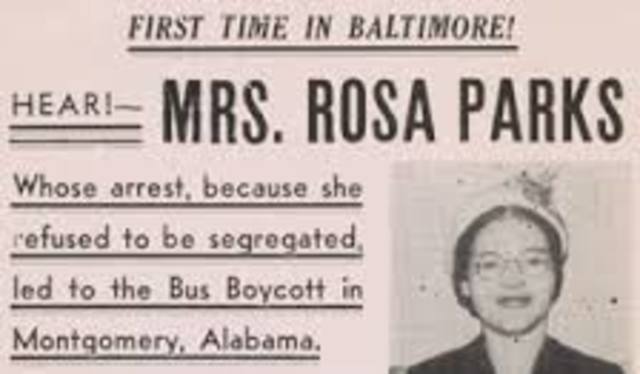 FIRST TIME IN BALTIMORE!
HEAR!— MRS. ROSA PARKS
Whose arrest, because she
refused to be segregated,
led to the Bus Boycott in
Montgomery, Alabama.